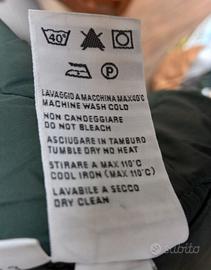 40°
P
LAVAGGIO A MACCHINA MAX 40°C
MACHINE WASH COLD
NON CANDEGGIARE
DO NOT BLEACH
ASCIUGARE IN TAMBURO
TUMBLE DRY NO HEAT
STIRARE A MAX 110°C
COOL IRON (MAX 110°C)
LAVABILE A SECCO
DRY CLEAN
subito